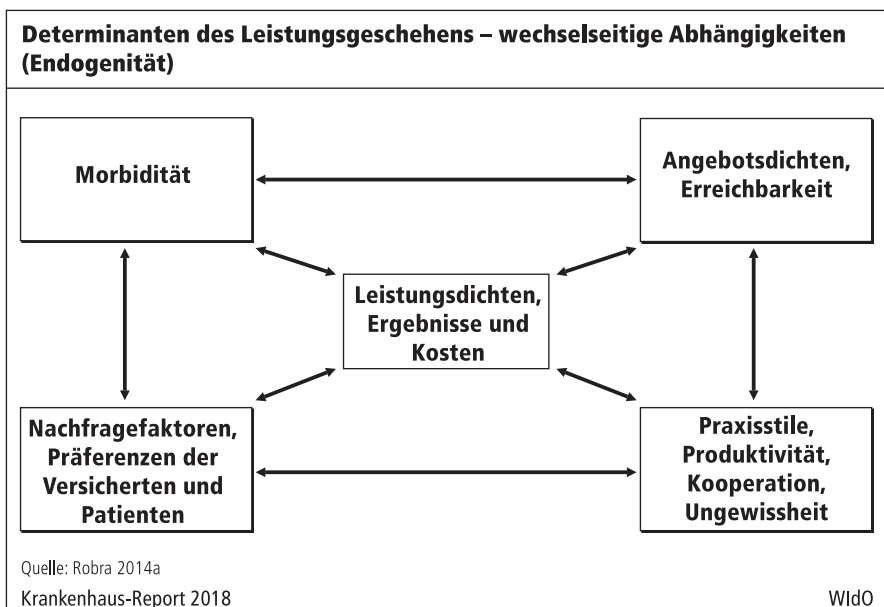 Determinanten des Leistungsgeschehens – wechselseitige Abhängigkeiten
(Endogenität)
Morbidität
Angebotsdichten,
Erreichbarkeit
Leistungsdichten,
Ergebnisse und
Kosten
Nachfragefaktoren,
Präferenzen der
Versicherten und
Patienten
Praxisstile,
Produktivität,
Kooperation,
Ungewissheit
Quelle: Robra 2014a
Krankenhaus-Report 2018
WIdO